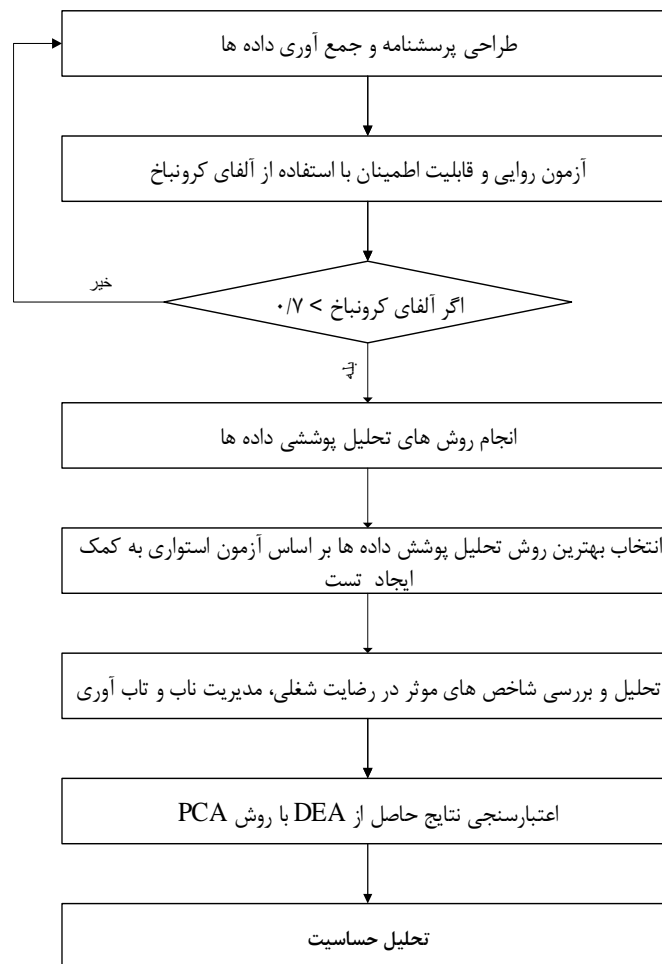 طراحی پرسشنامه و جمع آوری داده ها
آزمون روایی و قابلیت اطمینان با استفاده از آلفای کرونباخ
خیر
اگر آلفای کرونباخ > ۰/۷
بله
انجام روش های تحلیل پوششی داده ها
انتخاب بهترین روش تحلیل پوشش داده ها بر اساس آزمون استواری به کمک
ایجاد تست
تحلیل و بررسی شاخص های موثر در رضایت شغلی، مدیریت ناب و تاب آوری
اعتبارسنجی نتایج حاصل از DEA با روش PCA
تحلیل حساسیت